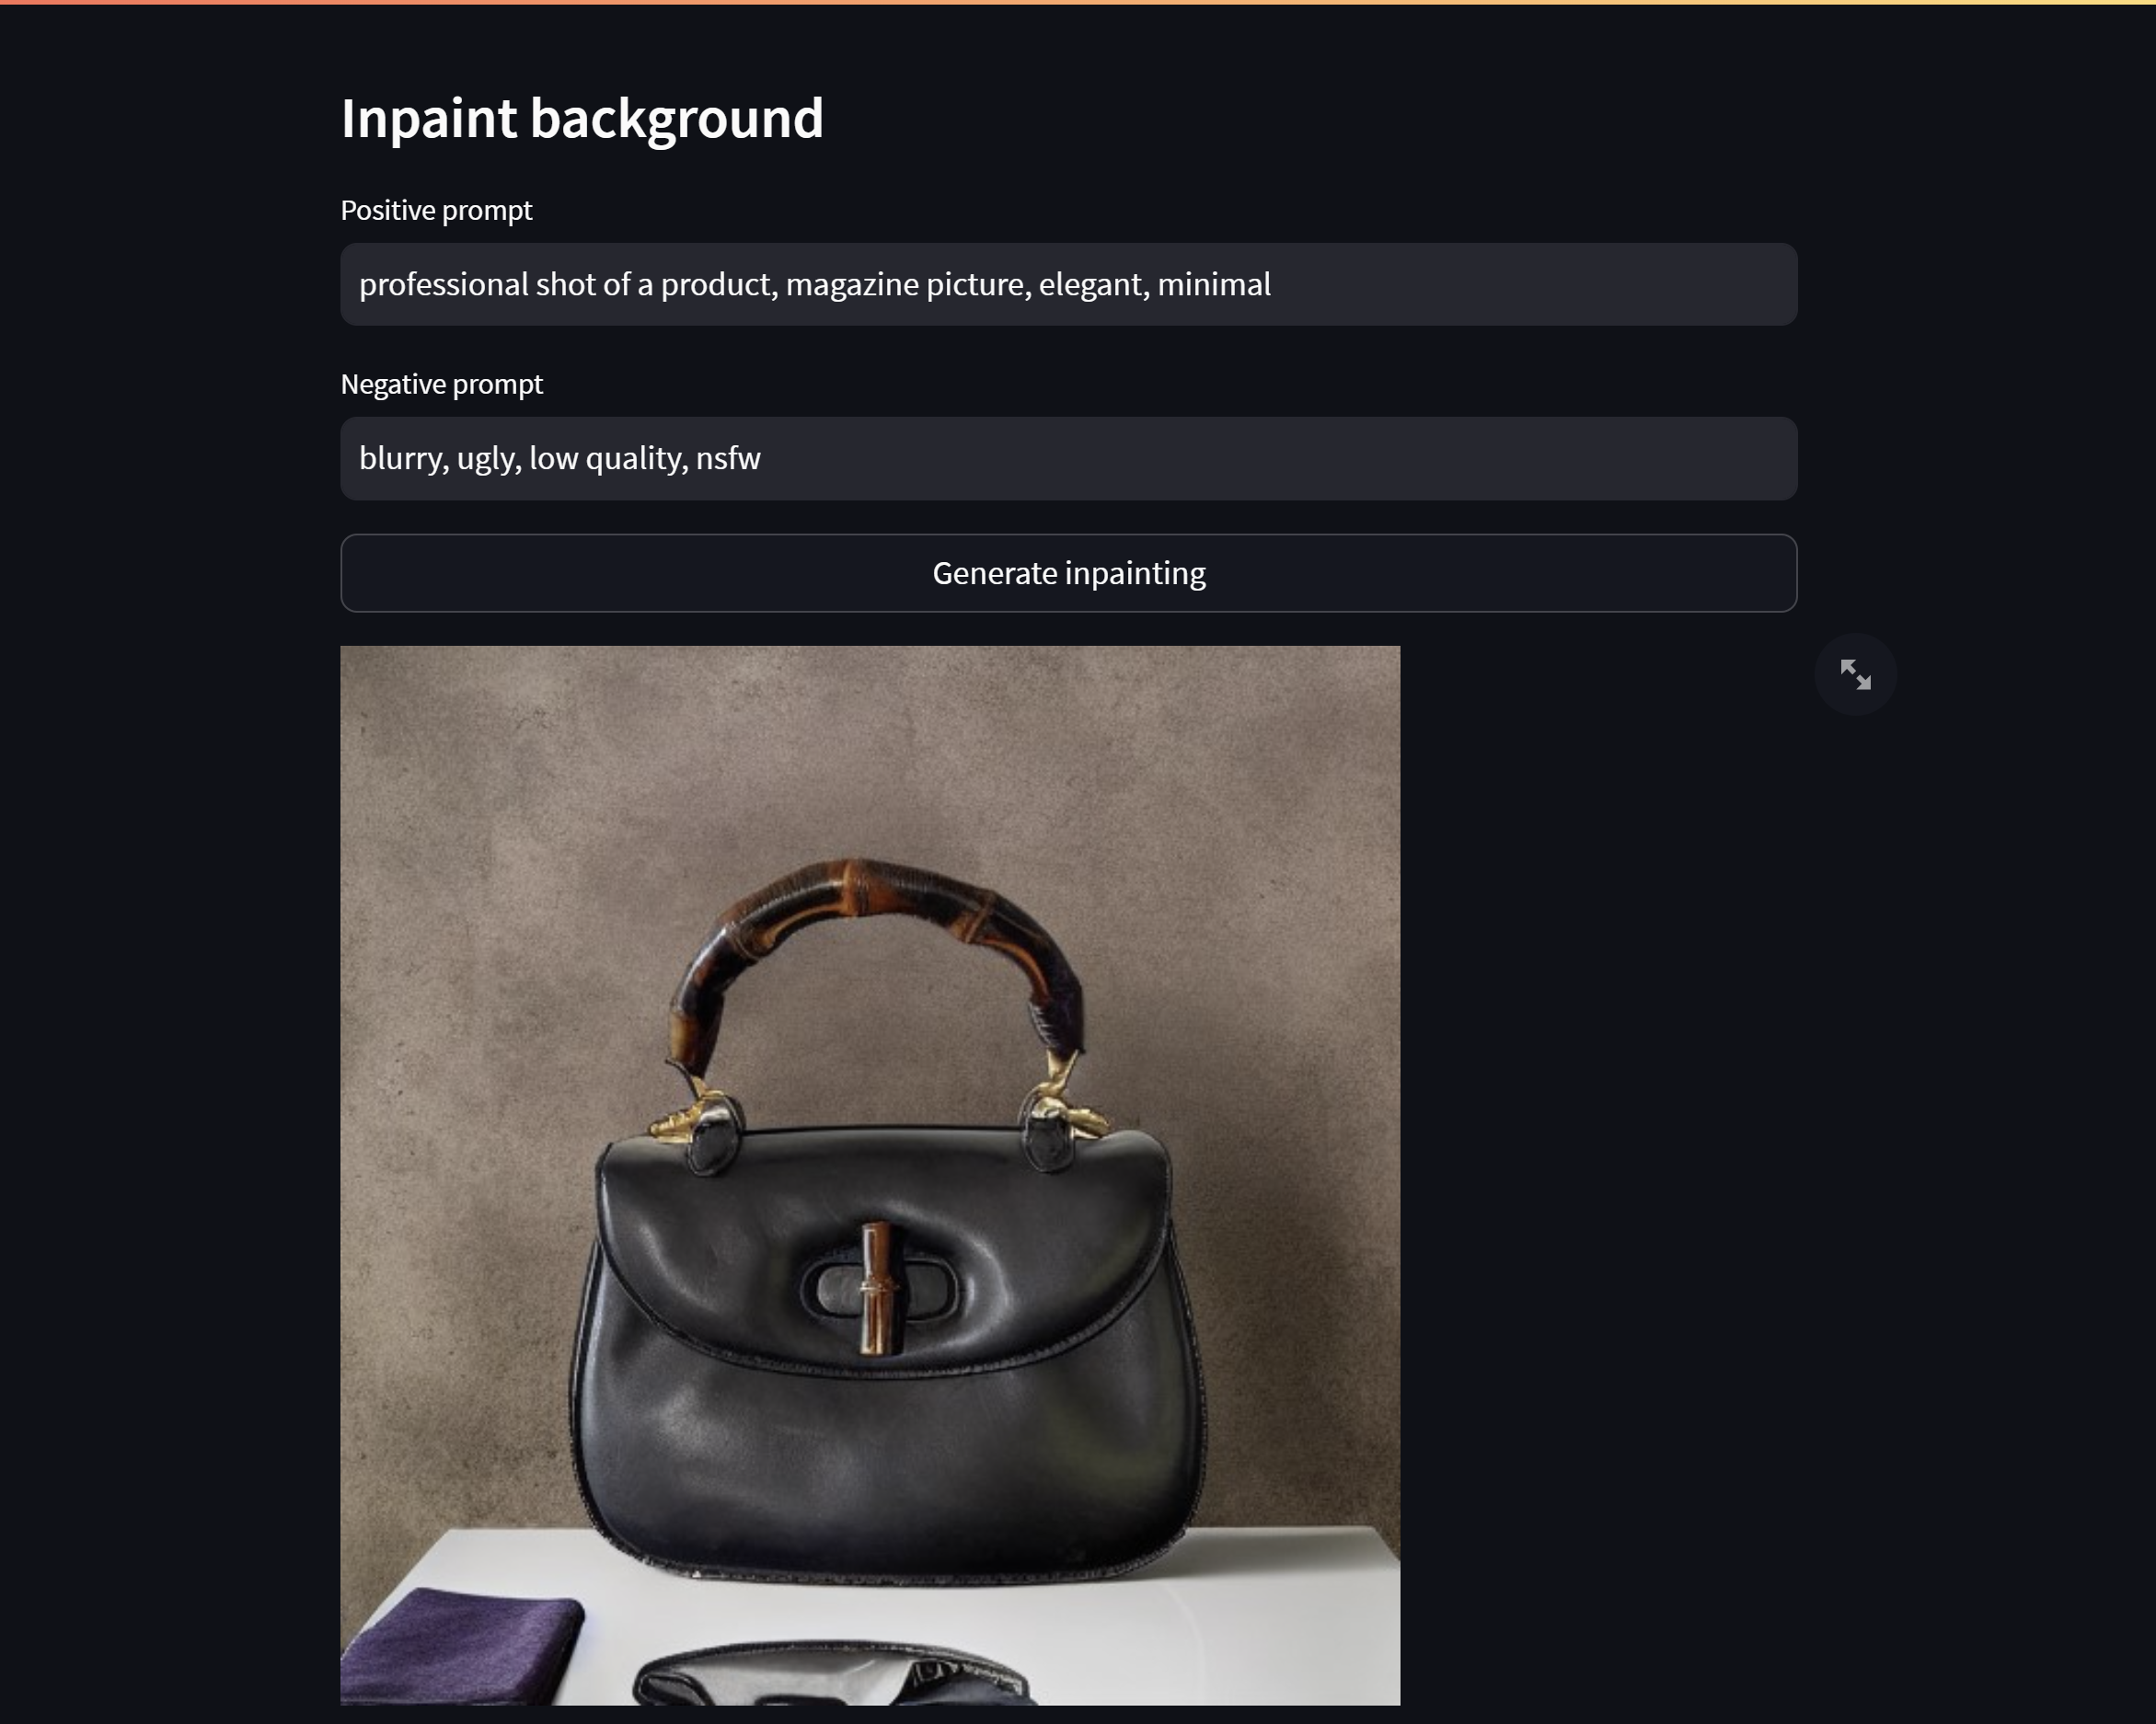 Inpaint background
Positive prompt
professional shot of a product, magazine picture, elegant, minimal
Negative prompt
blurry, ugly, low quality, nsfw
Generate inpainting